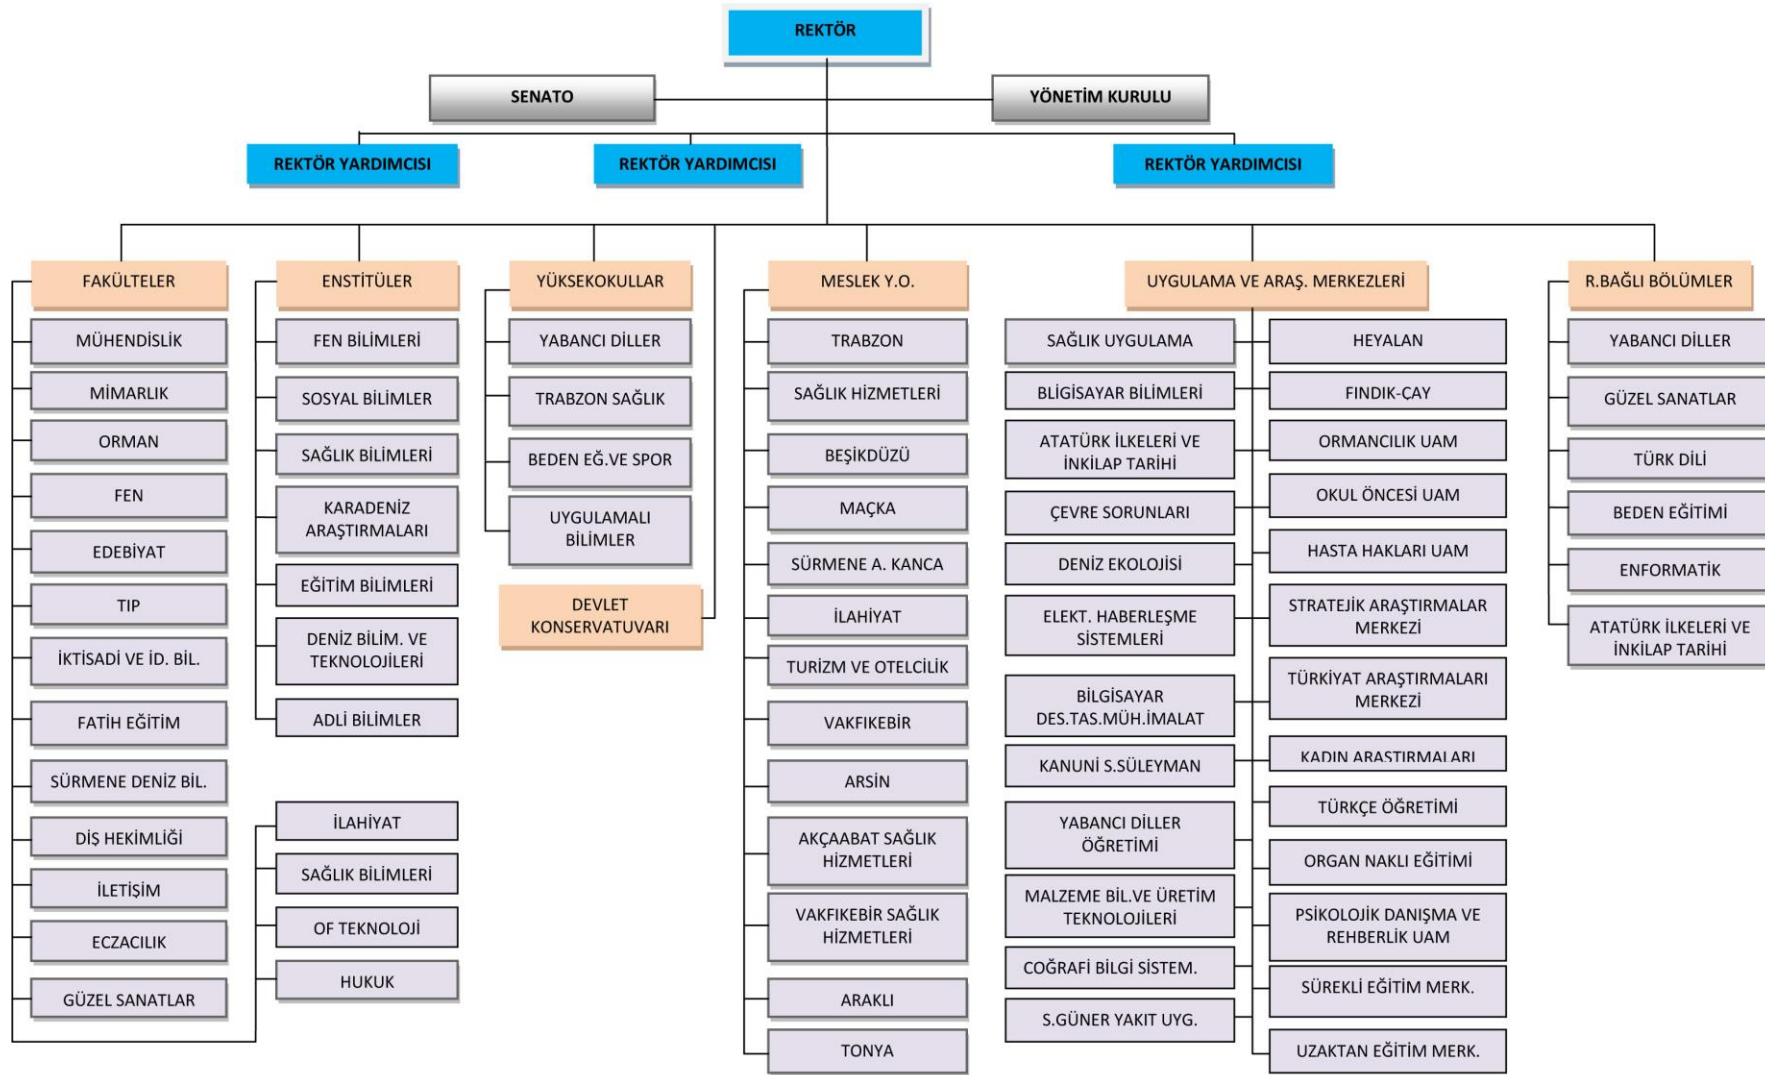 REKTÖR
SENATO
YÖNETİM KURULU
REKTÖR YARDIMCISI
REKTÖR YARDIMCISI
REKTÖR YARDIMCISI
FAKÜLTELER
MÜHENDİSLİK
MİMARLIK
ORMAN
FEN
EDEBİYAT
TIP
İKTİSADİ VE İD. BİL.
FATİH EĞİTİM
SÜRMENE DENİZ BİL.
DİŞ HEKİMLİĞİ
İLETİŞİM
ECZACILIK
GÜZEL SANATLAR
İLAHİYAT
SAĞLIK BİLİMLERİ
OF TEKNOLOJİ
HUKUK
ENSTİTÜLER
FEN BİLİMLERİ
SOSYAL BİLİMLER
SAĞLIK BİLİMLERİ
KARADENİZ
ARAŞTIRMALARI
EĞİTİM BİLİMLERİ
DENİZ BİLİM. VE
TEKNOLOJİLERİ
ADLİ BİLİMLER
YÜKSEKOKULLAR
YABANCI DİLLER
TRABZON SAĞLIK
BEDEN EĞ.VE SPOR
UYGULAMALI
BİLİMLER
DEVLET
KONSERVATUVARI
MESLEK Y.O.
TRABZON
SAĞLIK HİZMETLERİ
BEŞİKDÜZÜ
MAÇKA
SÜRMENE A. KANCA
İLAHİYAT
TURİZM VE OTELCİLİK
VAKFIKEBİR
ARSİN
AKÇAABAT SAĞLIK
HİZMETLERİ
VAKFIKEBİR SAĞLIK
HİZMETLERİ
ARAKLI
TONYA
UYGULAMA VE ARAŞ. MERKEZLERİ
SAĞLIK UYGULAMA
BLİGİSAYAR BİLİMLERİ
ATATÜRK İLKELERİ VE
İNKİLAP TARİHİ
ÇEVRE SORUNLARI
DENİZ EKOLOJİSİ
ELEKT. HABERLEŞME
SİSTEMLERİ
BİLGİSAYAR
DES.TAS.MÜH.İMALAT
KANUNİ S.SÜLEYMAN
YABANCI DİLLER
ÖĞRETİMİ
MALZEME BİL.VE ÜRETİM
TEKNOLOJİLERİ
COĞRAFİ BİLGİ SİSTEM.
S.GÜNER YAKIT UYG.
HEYALAN
FINDIK-ÇAY
ORMANCILIK UAM
OKUL ÖNCESİ UAM
HASTA HAKLARI UAM
STRATEJİK ARAŞTIRMALAR
MERKEZİ
TÜRKİYAT ARAŞTIRMALARI
MERKEZİ
KADIN ARASTIRMALARI
TÜRKÇE ÖĞRETİMİ
ORGAN NAKLI EĞİTİMİ
PSİKOLOJİK DANIŞMA VE
REHBERLİK UAM
SÜREKLİ EĞİTİM MERK.
UZAKTAN EĞİTİM MERK.
R.BAĞLI BÖLÜMLER
YABANCI DİLLER
GÜZEL SANATLAR
TÜRK DİLİ
BEDEN EĞİTİMİ
ENFORMATİK
ATATÜRK İLKELERİ VE
İNKİLAP TARİHİ